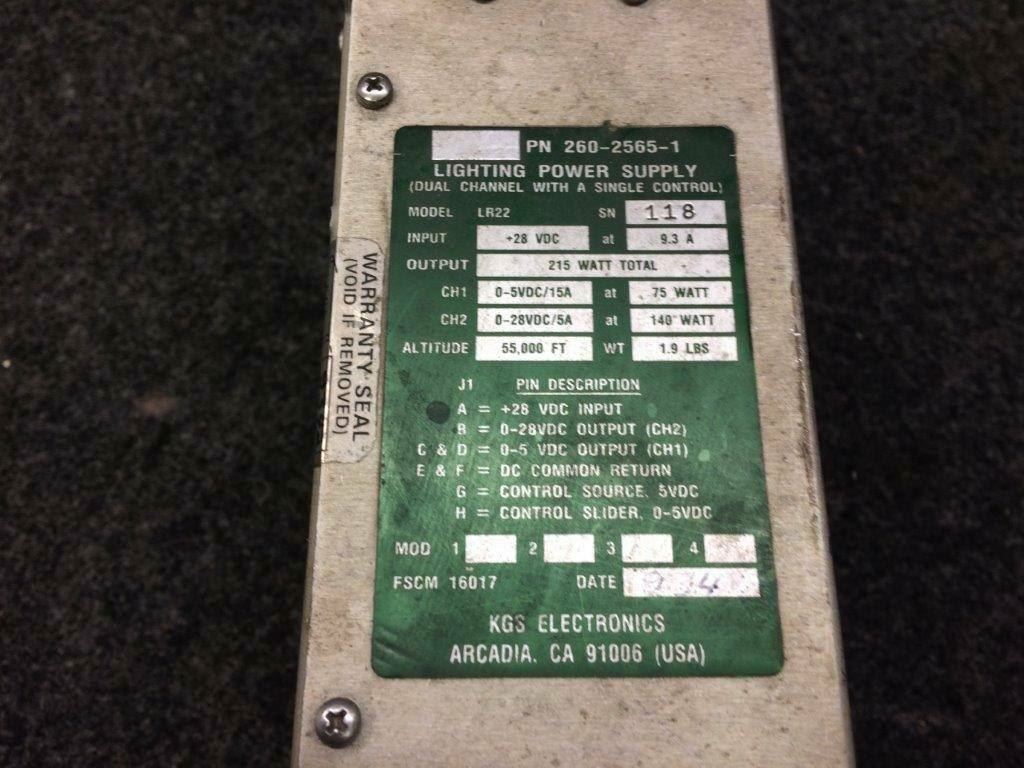 PN 260-2565-1
LIGHTING POWER SUPPLY
(DUAL CHANNEL WITH A SINGLE CONTROL)
MODEL LR22 SN 118
INPUT +28 VDC at 9.3 A
OUTPUT 215 WATT TOTAL
CH1 0-5VDC/15A at 75 WATT
CH2 0-28VDC/5A at 140 WATT
ALTITUDE 55,000 FT WT 1.9 LBS
J1 PIN DESCRIPTION
A = +28 VDC INPUT
B = 0-28VDC OUTPUT (CH2)
C & D = 0-5 VDC OUTPUT (CH1)
E & F = DC COMMON RETURN
G = CONTROL SOURCE, 5VDC
H = CONTROL SLIDER, 0-5VDC
MOD 1 2 3 4
FSCM 16017 DATE
KGS ELECTRONICS
ARCADIA, CA 91006 (USA)
WARRANTY SEAL
(VOID IF REMOVED)